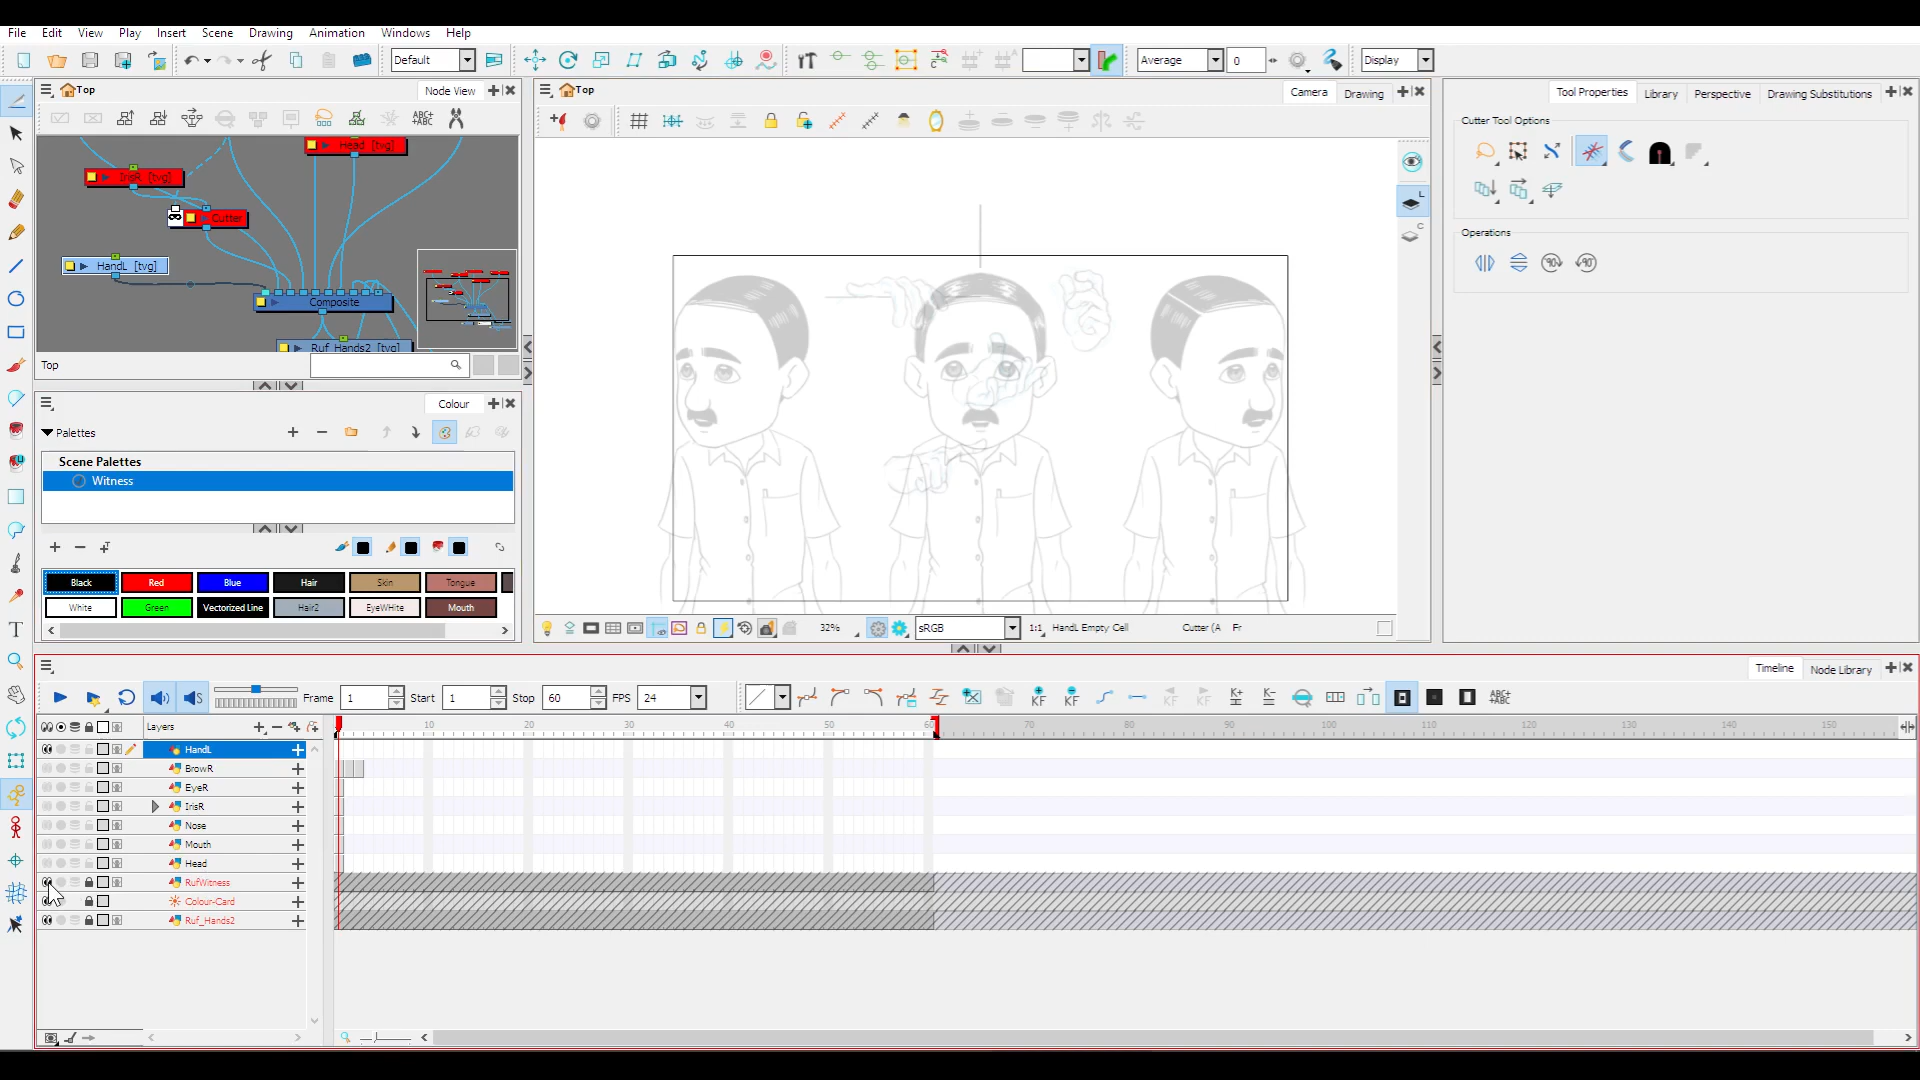 File Edit View Play Insert Scene Drawing Animation Windows Help
Default
Average
0
Display
Top
Node View
Top
Camera
Drawing
Tool Properties
Library
Perspective
Drawing Substitutions
Cutter Tool Options
Operations
Head [tvg]
IrisR [tvg]
Cutter
HandL [tvg]
Composite
Ruf_Hands2 [tvg]
Top
Colour
Palettes
Scene Palettes
Witness
Black Red Blue Hair Skin Tongue
White Green Vectorized Line Hair2 EyeWHite Mouth
32%
sRGB
1:1
HandL Empty Cell
Cutter (A
Fr
Timeline
Node Library
Frame 1 Start 1 Stop 60 FPS 24
Layers
10 20 30 40 50 60 70 80 90 100 110 120 130 140 150
HandL
BrowR
EyeR
IrisR
Nose
Mouth
Head
RufWitness
Colour-Card
Ruf_Hands2